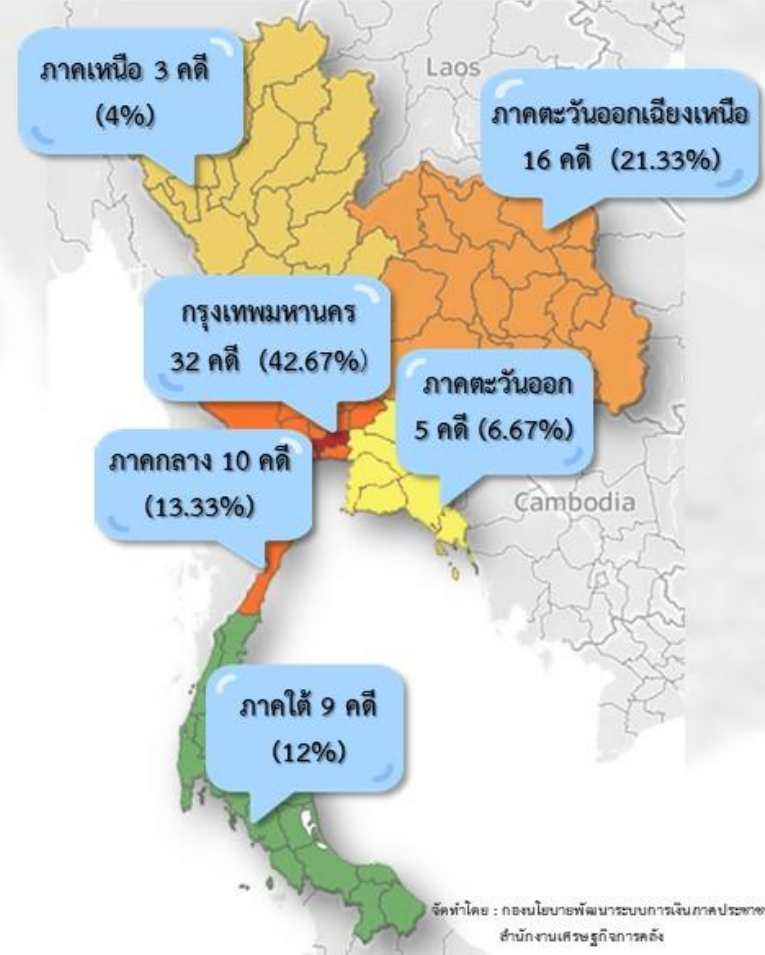 ภาคเหนือ 3 คดี
(4%)
Laos
ภาคตะวันออกเฉียงเหนือ
16 คดี (21.33%)
กรุงเทพมหานคร
32 คดี (42.67%)
ภาคตะวันออก
5 คดี (6.67%)
ภาคกลาง 10 คดี
(13.33%)
Cambodia
ภาคใต้ 9 คดี
(12%)
จัดทำโดย : กองนโยบายพัฒนาระบบการเงินภาคประชาชน
สำนักงานเศรษฐกิจการคลัง